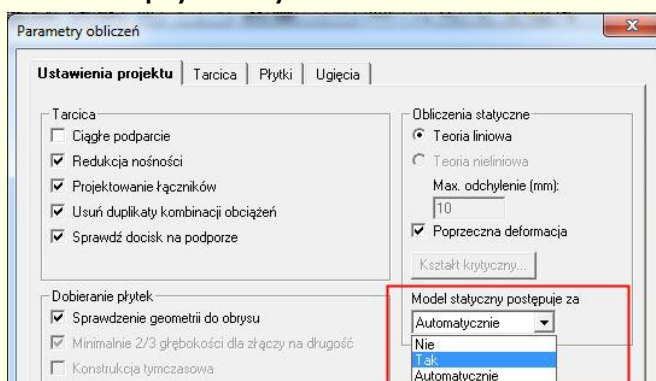 Parametry obliczeń
X
Ustawienia projektu
Tarcica
Płytki
Ugięcia
Tarcica
Ciągłe podparcie
Redukcja nośności
Projektowanie łączników
Usuń duplikaty kombinacji obciążeń
Sprawdź docisk na podporze
Obliczenia statyczne
Teoria liniowa
Teoria nieliniowa
Max. odchylenie (mm):
10
Poprzeczna deformacja
Kształt krytyczny...
Dobieranie płytek
Sprawdzenie geometrii do obrysu
Minimalnie 2/3 głębokości dla złączy na długość
Konstrukcja tymczasowa
Model statyczny postępuje za
Automatycznie
Nie
Tak
Automatycznie